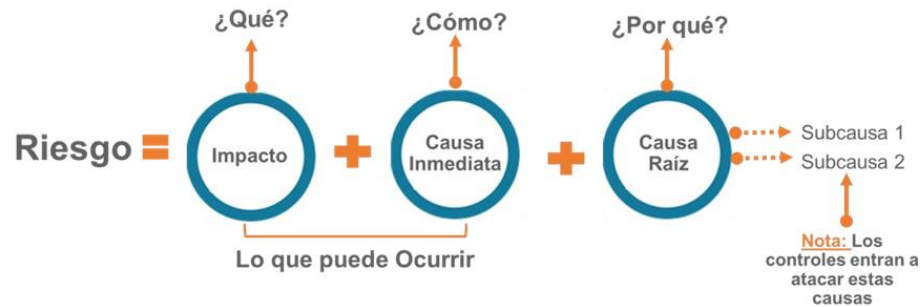 ¿Qué?
¿Cómo?
¿Por qué?
Riesgo =
Impacto
+
Causa
Inmediata
+
Causa
Raíz
Subcausa 1
Subcausa 2
Lo que puede Ocurrir
Nota: Los
controles entran a
atacar estas
causas